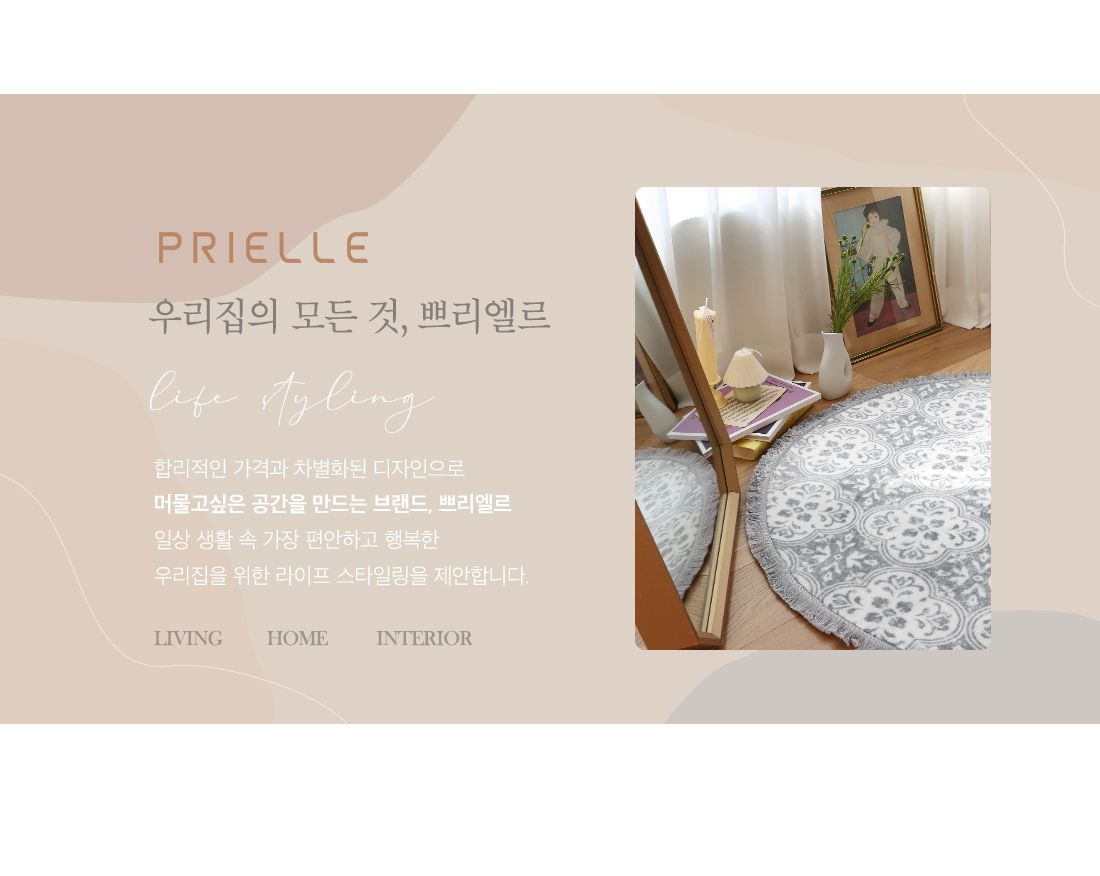 PRIELLE
우리집의 모든 것, 쁘리엘르
life styling
합리적인 가격과 차별화된 디자인으로
머물고싶은 공간을 만드는 브랜드, 쁘리엘르
일상 생활 속 가장 편안하고 행복한
우리집을 위한 라이프 스타일링을 제안합니다.
LIVING HOME INTERIOR